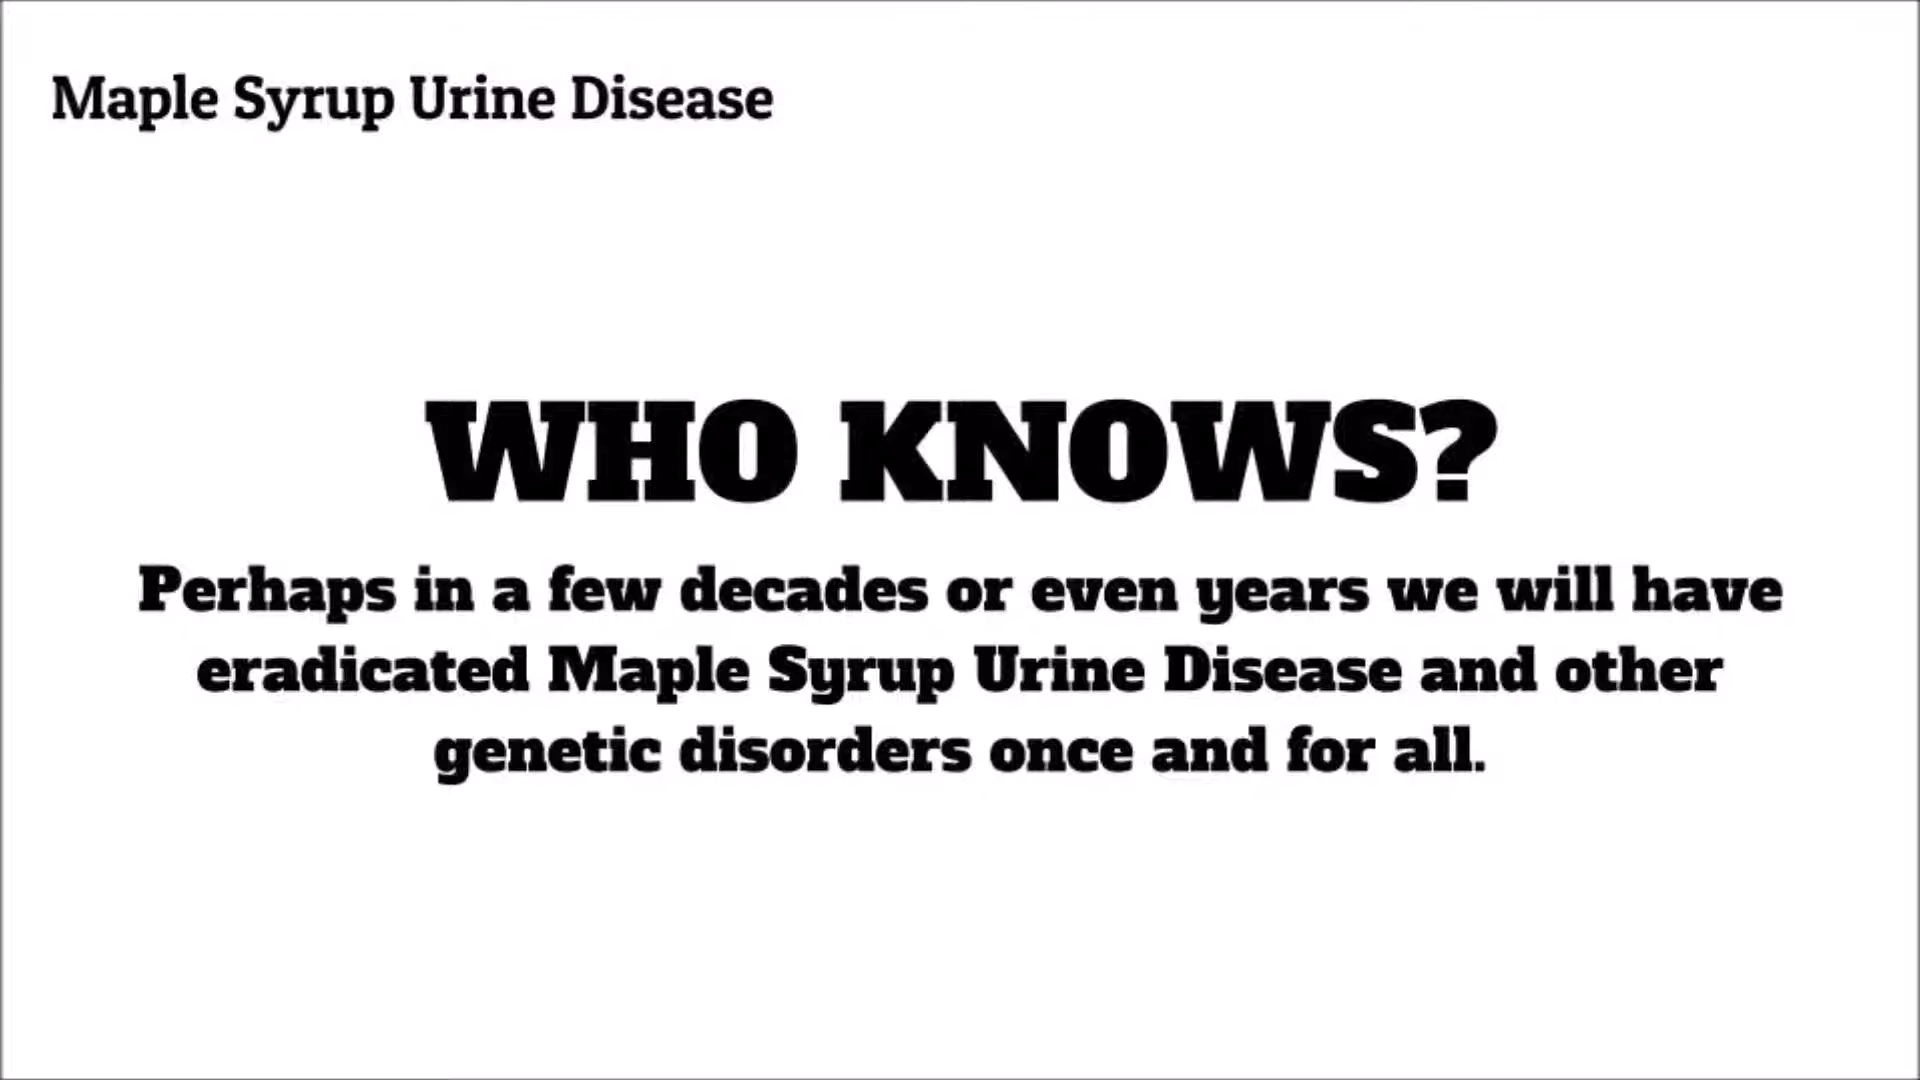 Maple Syrup Urine Disease
WHO KNOWS?
Perhaps in a few decades or even years we will have
eradicated Maple Syrup Urine Disease and other
genetic disorders once and for all.